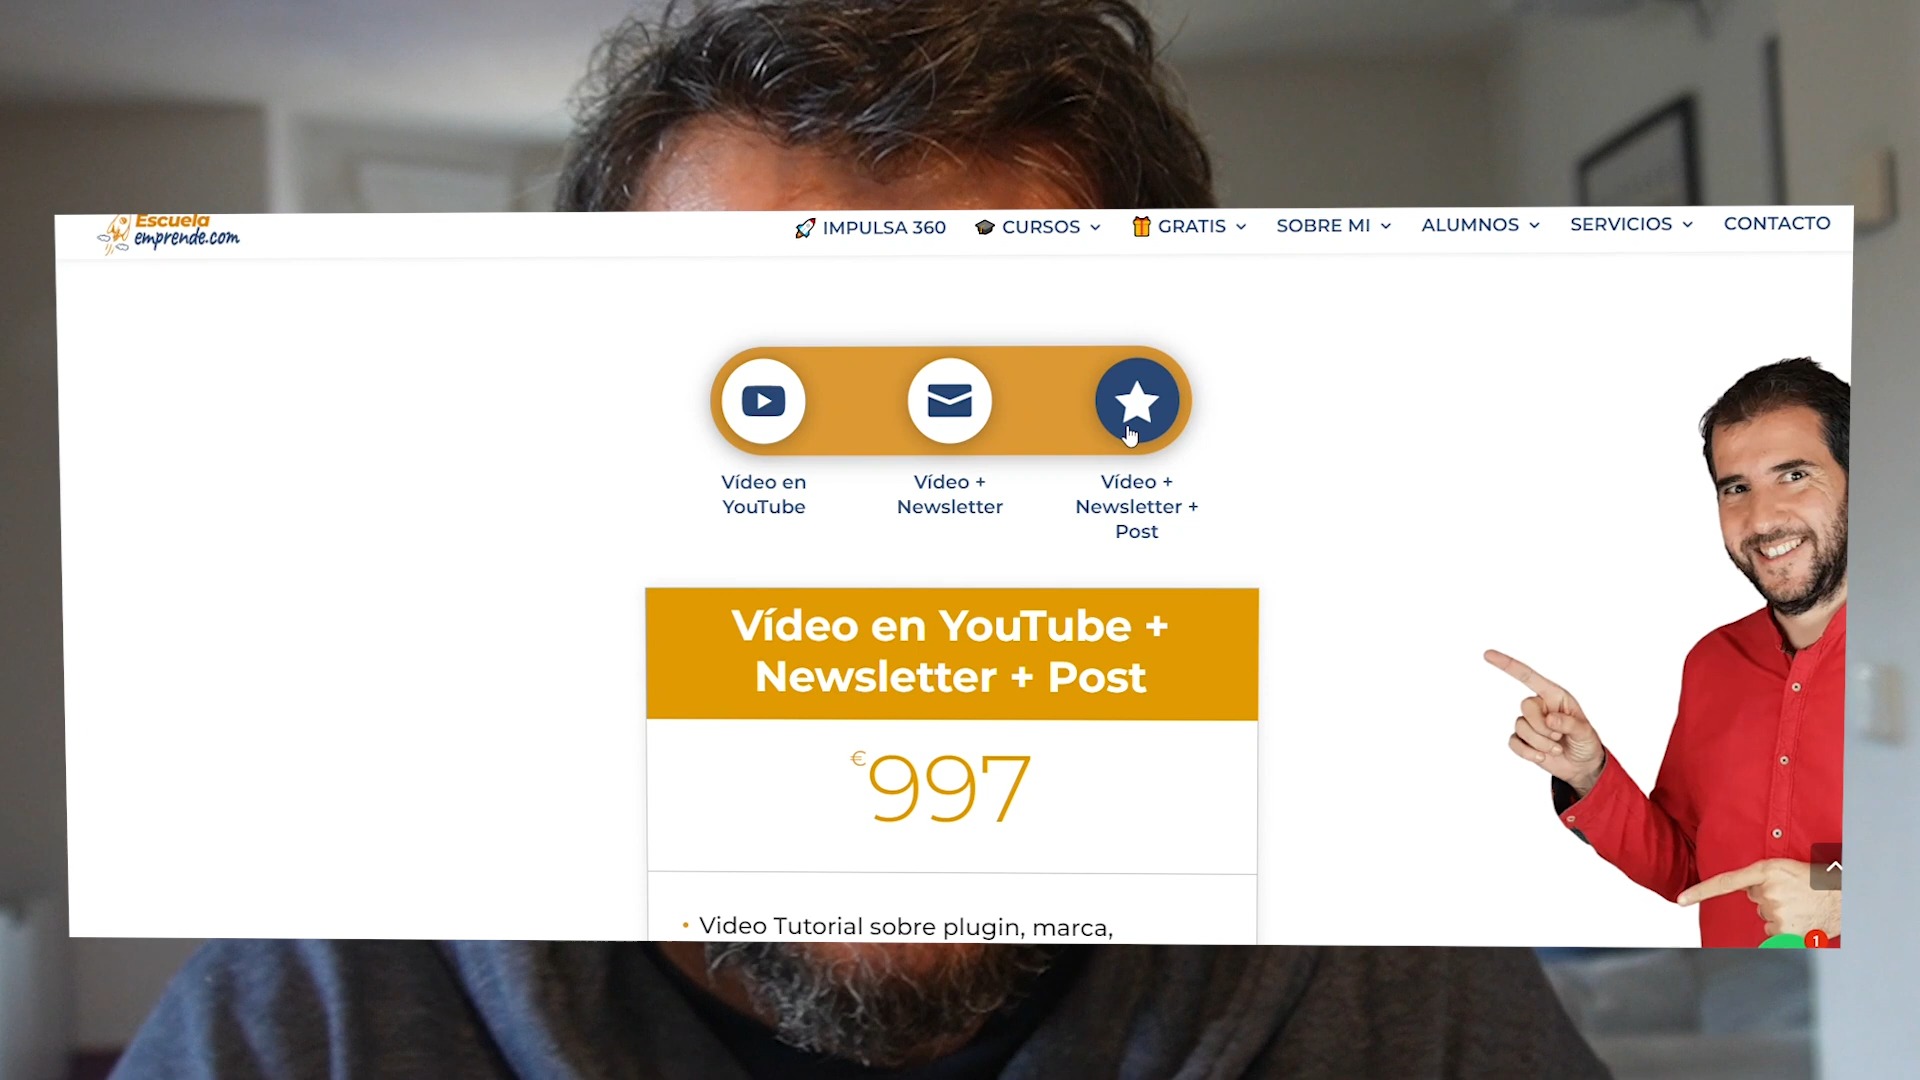 Escuela
emprende.com
IMPULSA 360
CURSOS
GRATIS
SOBRE MI
ALUMNOS
SERVICIOS
CONTACTO
Vídeo en
YouTube
Vídeo +
Newsletter
Vídeo +
Newsletter +
Post
Vídeo en YouTube +
Newsletter + Post
€997
• Video Tutorial sobre plugin, marca,
1